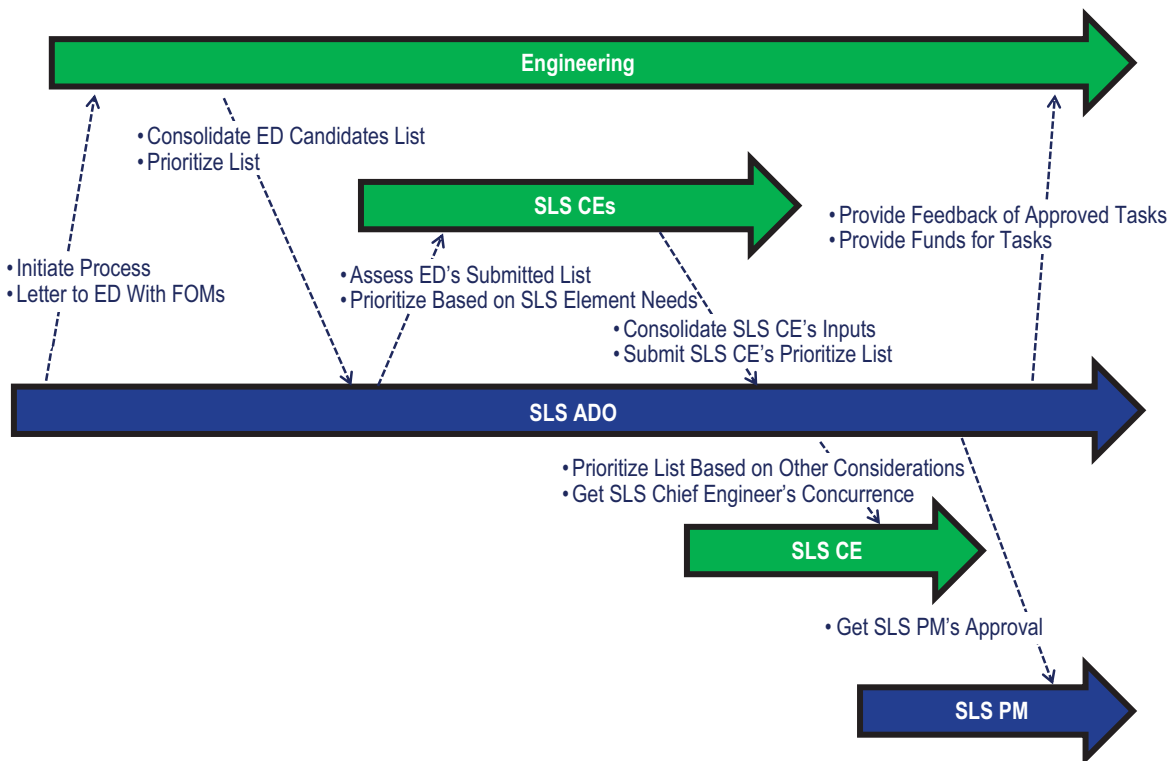 Engineering
• Consolidate ED Candidates List
• Prioritize List
SLS CEs
• Provide Feedback of Approved Tasks
• Provide Funds for Tasks
• Initiate Process
• Letter to ED With FOMs
• Assess ED's Submitted List
• Prioritize Based on SLS Element Needs
• Consolidate SLS CE's Inputs
• Submit SLS CE's Prioritize List
SLS ADO
• Prioritize List Based on Other Considerations
• Get SLS Chief Engineer's Concurrence
SLS CE
• Get SLS PM's Approval
SLS PM